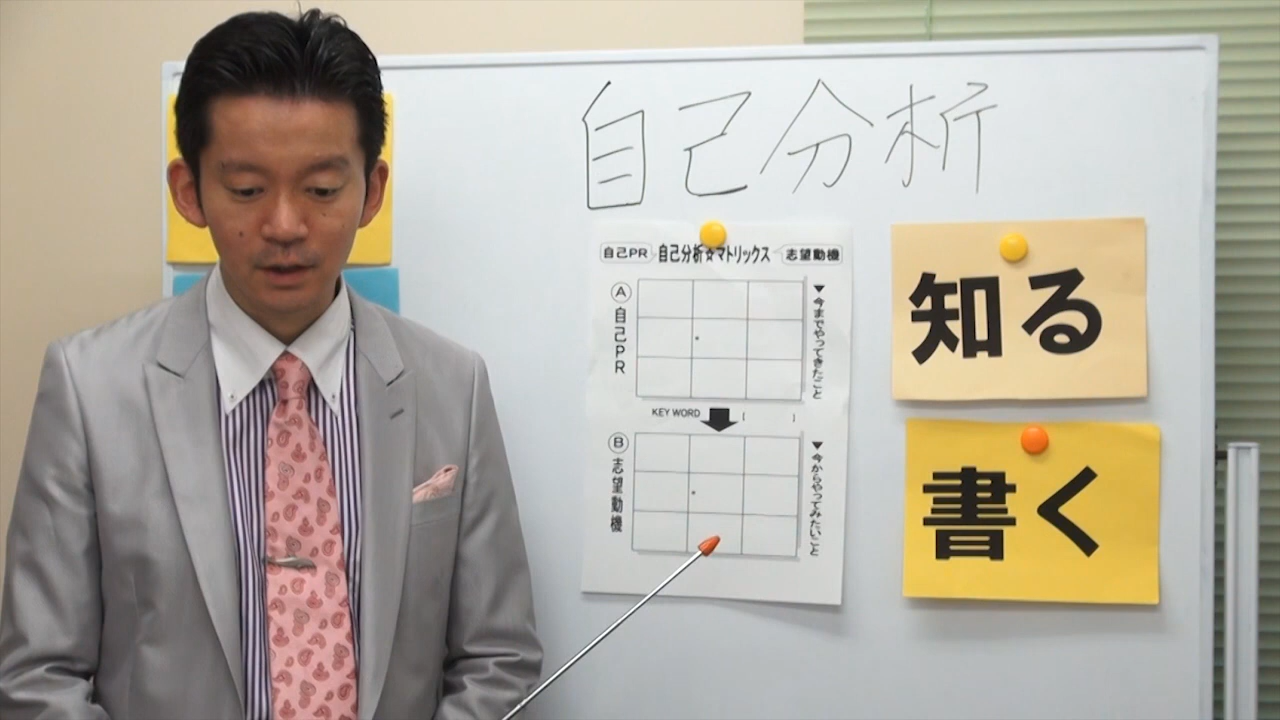 自己分析
自己PR 自己分析☆マトリックス 志望動機
Ⓐ自己PR
▼今までやってきたこと
KEY WORD [ ]
Ⓑ志望動機
▼今からやってみたいこと
知る
書く